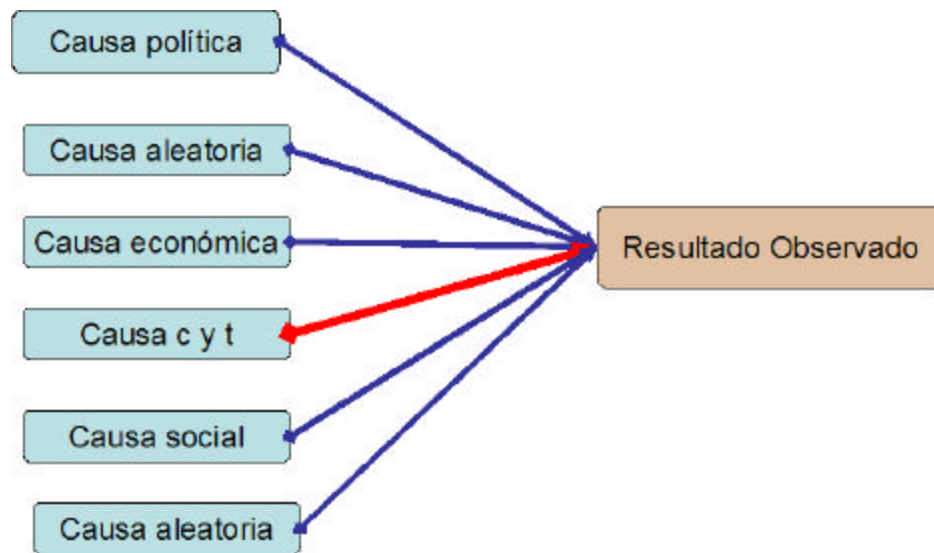 Causa política
Causa aleatoria
Causa económica
Resultado Observado
Causa c y t
Causa social
Causa aleatoria